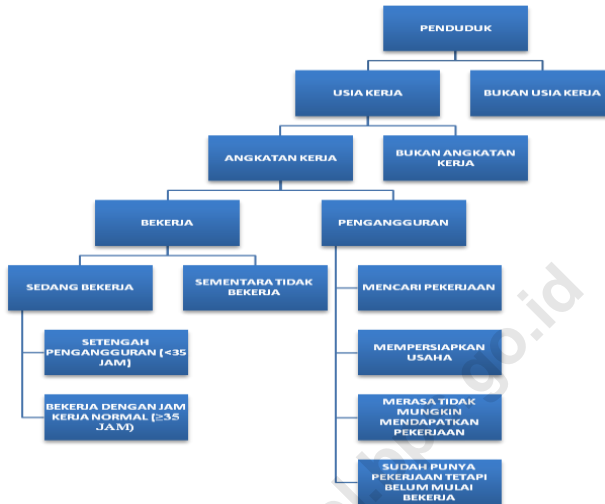 PENDUDUK
USIA KERJA
BUKAN USIA KERJA
ANGKATAN KERJA
BUKAN ANGKATAN
KERJA
BEKERJA
PENGANGGURAN
SEDANG BEKERJA
SEMENTARA TIDAK
BEKERJA
MENCARI PEKERJAAN
SETENGAH
PENGANGGURAN [<35
JAM]
MEMPERSIAPKAN
USAHA
BEKERJA DENGAN JAM
KERJA NORMAL (≥35
JAM)
MERASA TIDAK
MUNGKIN
MENDAPATKAN
PEKERJAAN
SUDAH PUNYA
PEKERJAAN TETAPI
BELUM MULAI
BEKERJA
go.id